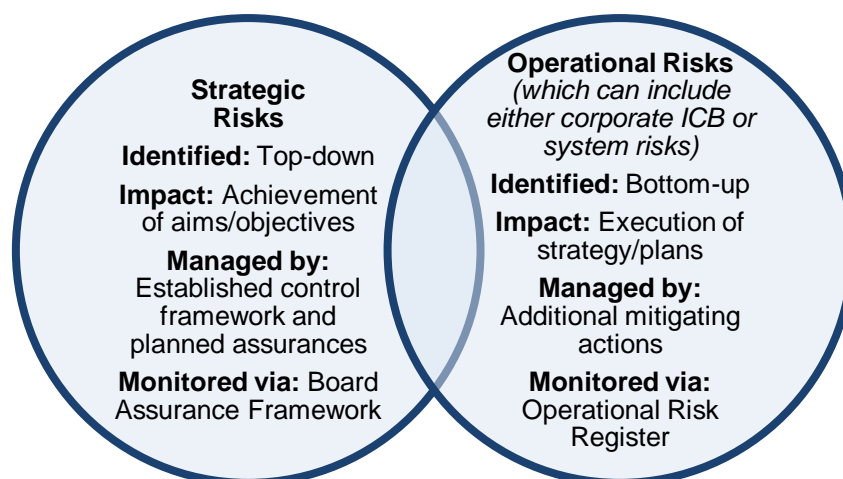 Strategic
Risks
Identified: Top-down
Impact: Achievement
of aims/objectives
Managed by:
Established control
framework and
planned assurances
Monitored via: Board
Assurance Framework
Operational Risks
(which can include
either corporate ICB or
system risks)
Identified: Bottom-up
Impact: Execution of
strategy/plans
Managed by:
Additional mitigating
actions
Monitored via:
Operational Risk
Register